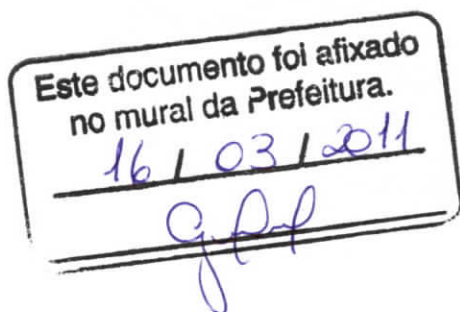 Este documento foi afixado
no mural da Prefeitura.
16 / 03 / 2011